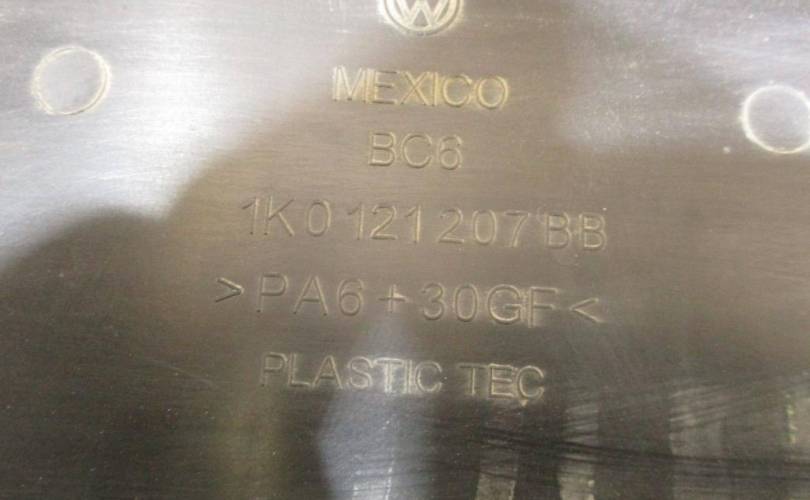 MEXICO
BC6
1K0 121 207 BB
>PA6+30GF<
PLASTIC TEC